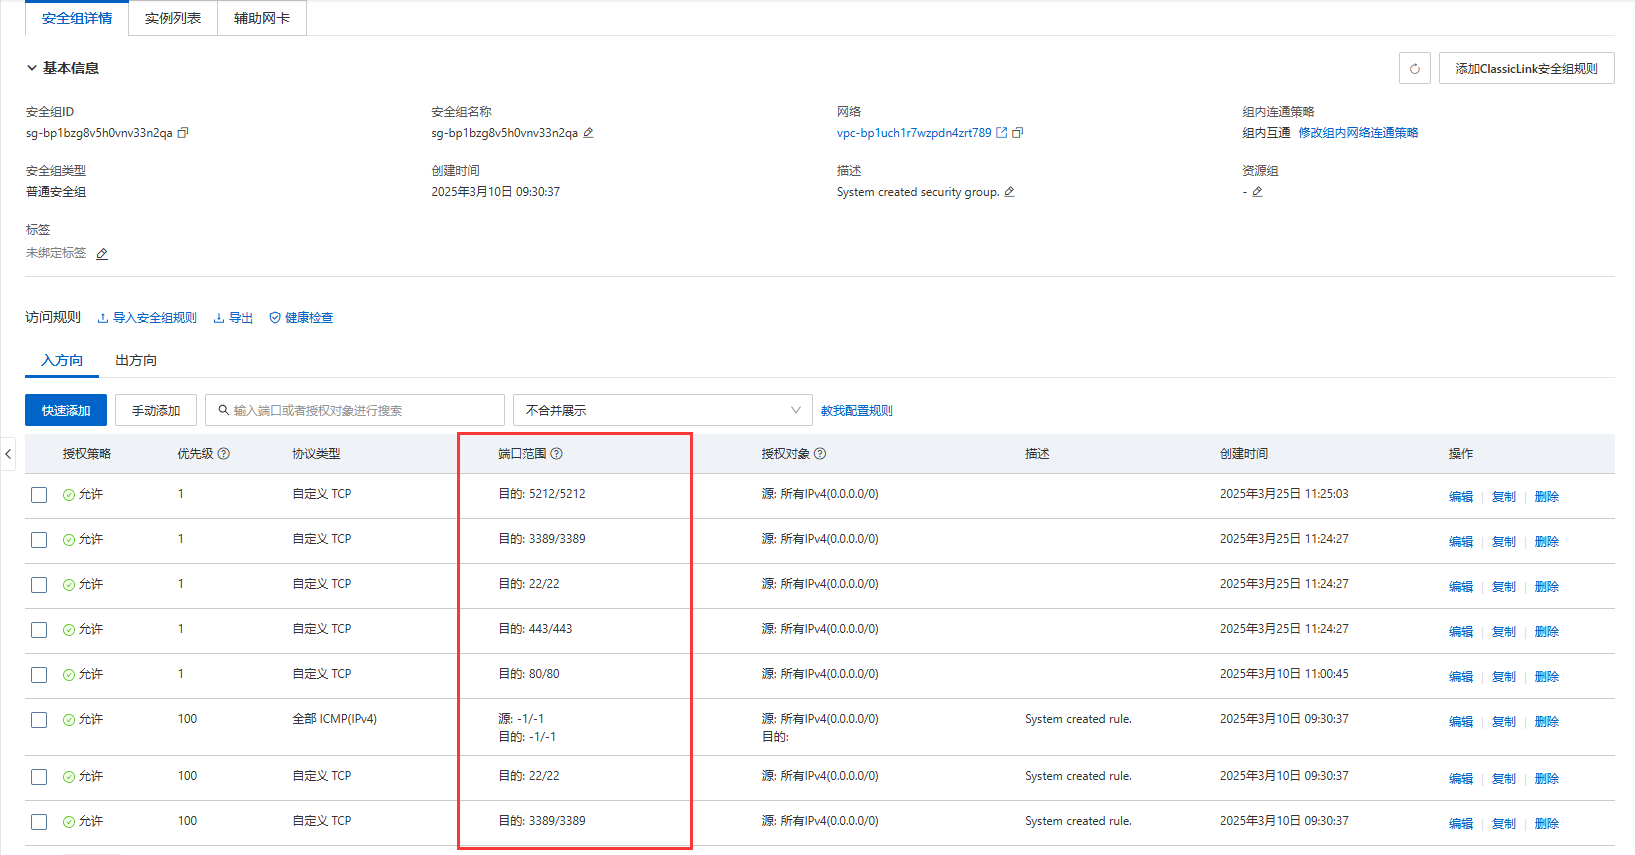 安全组详情 实例列表 辅助网卡
基本信息
添加ClassicLink安全组规则
安全组ID 安全组名称 网络 组内连通策略
sg-bp1bzg8v5h0vnv33n2qa sg-bp1bzg8v5h0vnv33n2qa vpc-bp1uch1r7wzpdn4zrt789 组内互通 修改组内网络连通策略
安全组类型 创建时间 描述 资源组
普通安全组 2025年3月10日 09:30:37 System created security group. -
标签
未绑定标签
访问规则 导入安全组规则 导出 健康检查
入方向 出方向
快速添加 手动添加 输入端口或者授权对象进行搜索 不合并展示 教我配置规则
授权策略 优先级 协议类型 端口范围 授权对象 描述 创建时间 操作
允许 1 自定义 TCP 目的: 5212/5212 源: 所有IPv4(0.0.0.0/0) 2025年3月25日 11:25:03 编辑 复制 删除
允许 1 自定义 TCP 目的: 3389/3389 源: 所有IPv4(0.0.0.0/0) 2025年3月25日 11:24:27 编辑 复制 删除
允许 1 自定义 TCP 目的: 22/22 源: 所有IPv4(0.0.0.0/0) 2025年3月25日 11:24:27 编辑 复制 删除
允许 1 自定义 TCP 目的: 443/443 源: 所有IPv4(0.0.0.0/0) 2025年3月25日 11:24:27 编辑 复制 删除
允许 1 自定义 TCP 目的: 80/80 源: 所有IPv4(0.0.0.0/0) 2025年3月10日 11:00:45 编辑 复制 删除
允许 100 全部 ICMP(IPv4) 源: -1/-1 源: 所有IPv4(0.0.0.0/0) System created rule. 2025年3月10日 09:30:37 编辑 复制 删除
目的: -1/-1 目的:
允许 100 自定义 TCP 目的: 22/22 源: 所有IPv4(0.0.0.0/0) System created rule. 2025年3月10日 09:30:37 编辑 复制 删除
允许 100 自定义 TCP 目的: 3389/3389 源: 所有IPv4(0.0.0.0/0) System created rule. 2025年3月10日 09:30:37 编辑 复制 删除